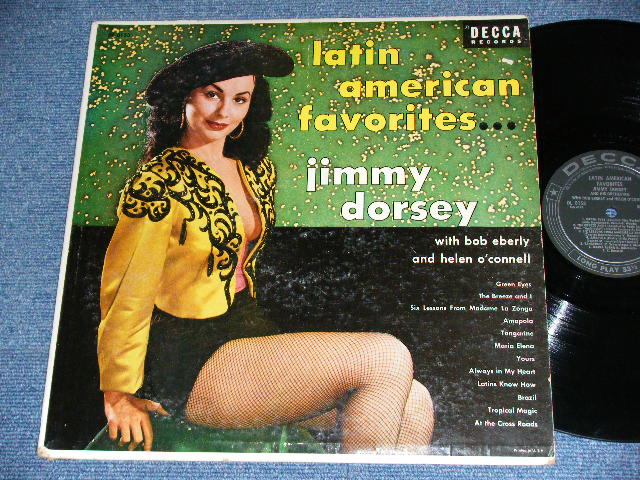 DECCA
RECORDS
latin
american
favorites...
jimmy
dorsey
with bob eberly
and helen o'connell
Green Eyes
The Breeze and I
Six Lessons From Madame La Zonga
Amapola
Tangerine
Maria Elena
Yours
Always in My Heart
Latins Know How
Brazil
Tropical Magic
At the Cross Roads
DECCA
LATIN AMERICAN
FAVORITES
JIMMY DORSEY
LONG PLAY 33